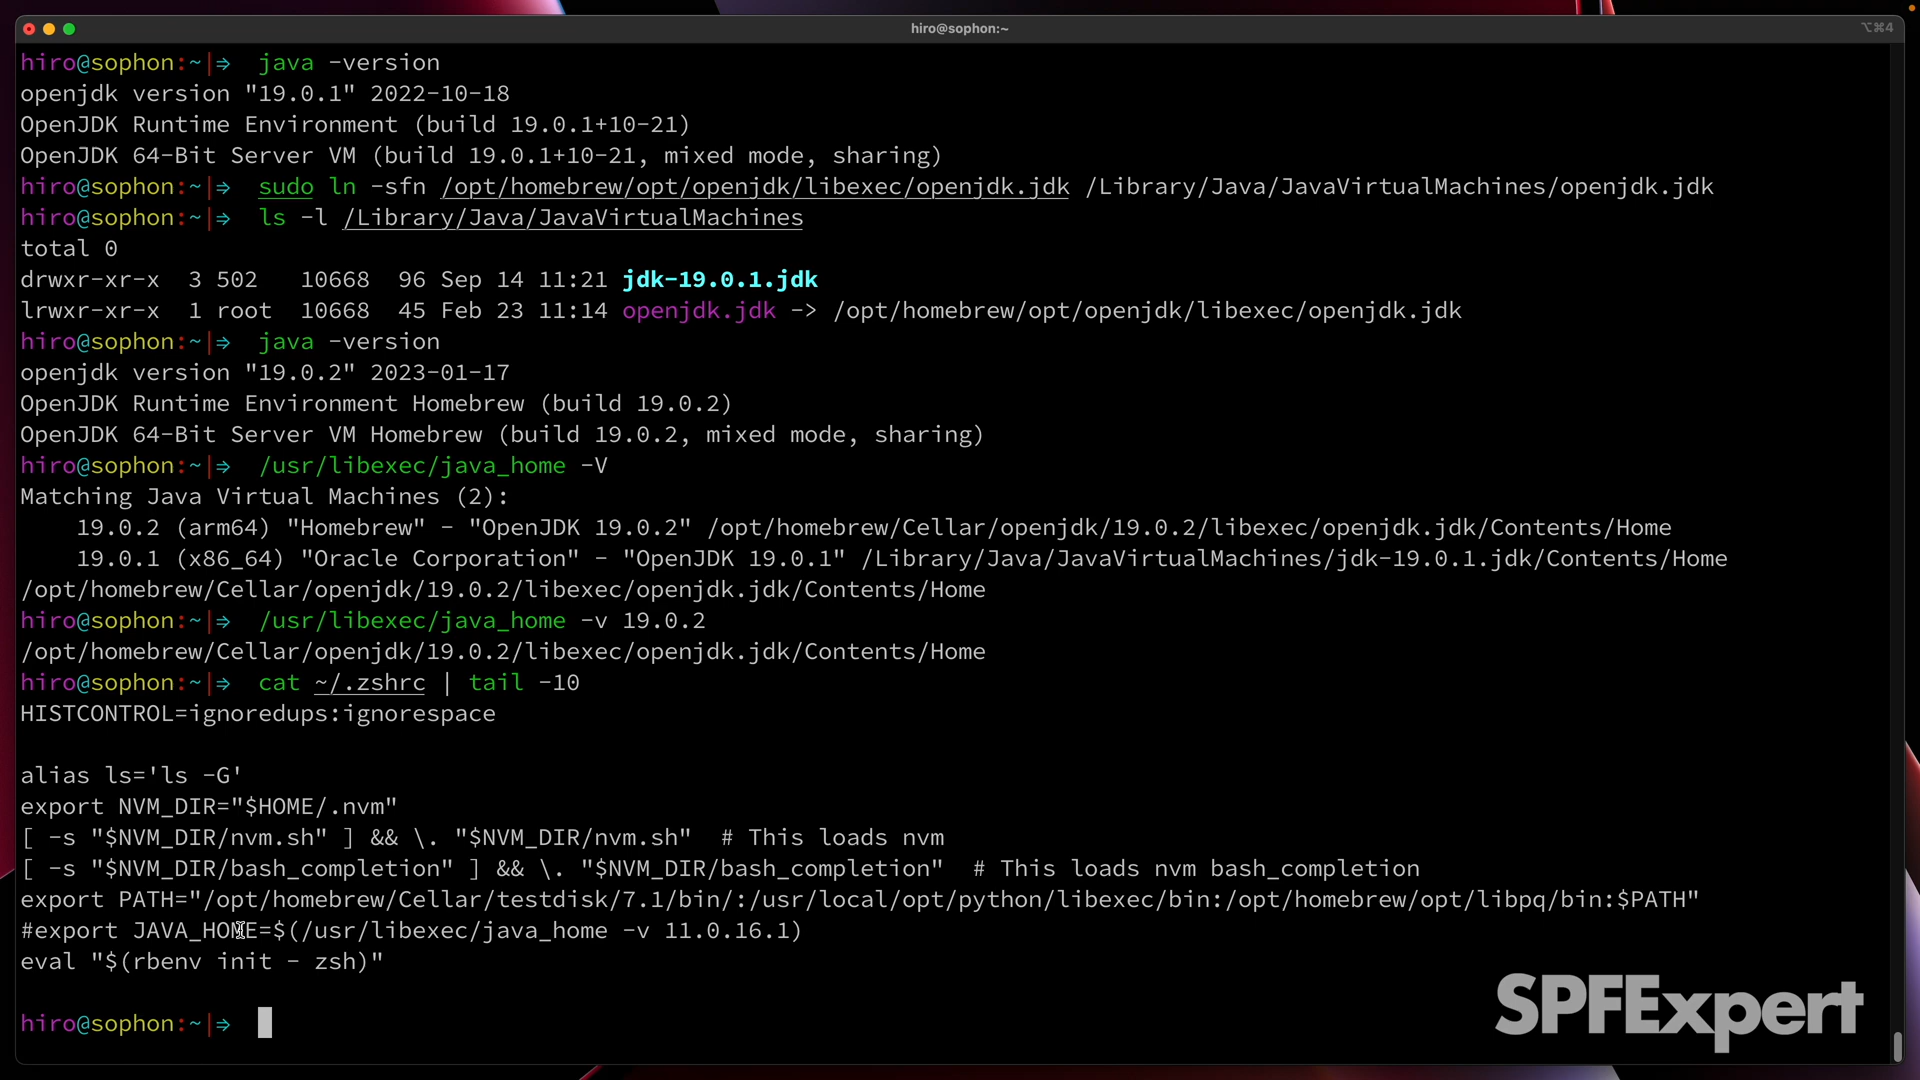 hiro@sophon:~ ⌥⌘4
hiro@sophon:~|⇒  java -version
openjdk version "19.0.1" 2022-10-18
OpenJDK Runtime Environment (build 19.0.1+10-21)
OpenJDK 64-Bit Server VM (build 19.0.1+10-21, mixed mode, sharing)
hiro@sophon:~|⇒  sudo ln -sfn /opt/homebrew/opt/openjdk/libexec/openjdk.jdk /Library/Java/JavaVirtualMachines/openjdk.jdk
hiro@sophon:~|⇒  ls -l /Library/Java/JavaVirtualMachines
total 0
drwxr-xr-x  3 502   10668  96 Sep 14 11:21 jdk-19.0.1.jdk
lrwxr-xr-x  1 root  10668  45 Feb 23 11:14 openjdk.jdk -> /opt/homebrew/opt/openjdk/libexec/openjdk.jdk
hiro@sophon:~|⇒  java -version
openjdk version "19.0.2" 2023-01-17
OpenJDK Runtime Environment Homebrew (build 19.0.2)
OpenJDK 64-Bit Server VM Homebrew (build 19.0.2, mixed mode, sharing)
hiro@sophon:~|⇒  /usr/libexec/java_home -V
Matching Java Virtual Machines (2):
    19.0.2 (arm64) "Homebrew" - "OpenJDK 19.0.2" /opt/homebrew/Cellar/openjdk/19.0.2/libexec/openjdk.jdk/Contents/Home
    19.0.1 (x86_64) "Oracle Corporation" - "OpenJDK 19.0.1" /Library/Java/JavaVirtualMachines/jdk-19.0.1.jdk/Contents/Home
/opt/homebrew/Cellar/openjdk/19.0.2/libexec/openjdk.jdk/Contents/Home
hiro@sophon:~|⇒  /usr/libexec/java_home -v 19.0.2
/opt/homebrew/Cellar/openjdk/19.0.2/libexec/openjdk.jdk/Contents/Home
hiro@sophon:~|⇒  cat ~/.zshrc | tail -10
HISTCONTROL=ignoredups:ignorespace
alias ls='ls -G'
export NVM_DIR="$HOME/.nvm"
[ -s "$NVM_DIR/nvm.sh" ] && \. "$NVM_DIR/nvm.sh"  # This loads nvm
[ -s "$NVM_DIR/bash_completion" ] && \. "$NVM_DIR/bash_completion"  # This loads nvm bash_completion
export PATH="/opt/homebrew/Cellar/testdisk/7.1/bin/:/usr/local/opt/python/libexec/bin:/opt/homebrew/opt/libpq/bin:$PATH"
#export JAVA_HOME=$(/usr/libexec/java_home -v 11.0.16.1)
eval "$(rbenv init - zsh)"
hiro@sophon:~|⇒
SPFExpert